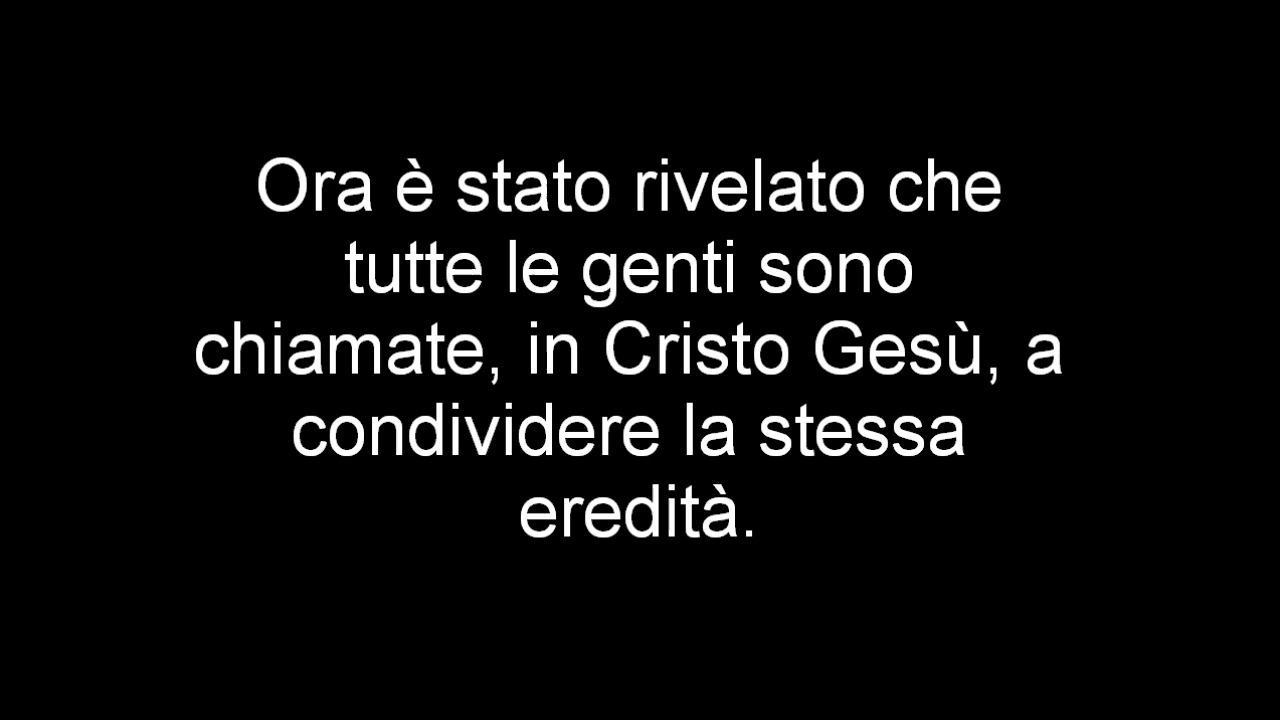 Ora è stato rivelato che
tutte le genti sono
chiamate, in Cristo Gesù, a
condividere la stessa
eredità.